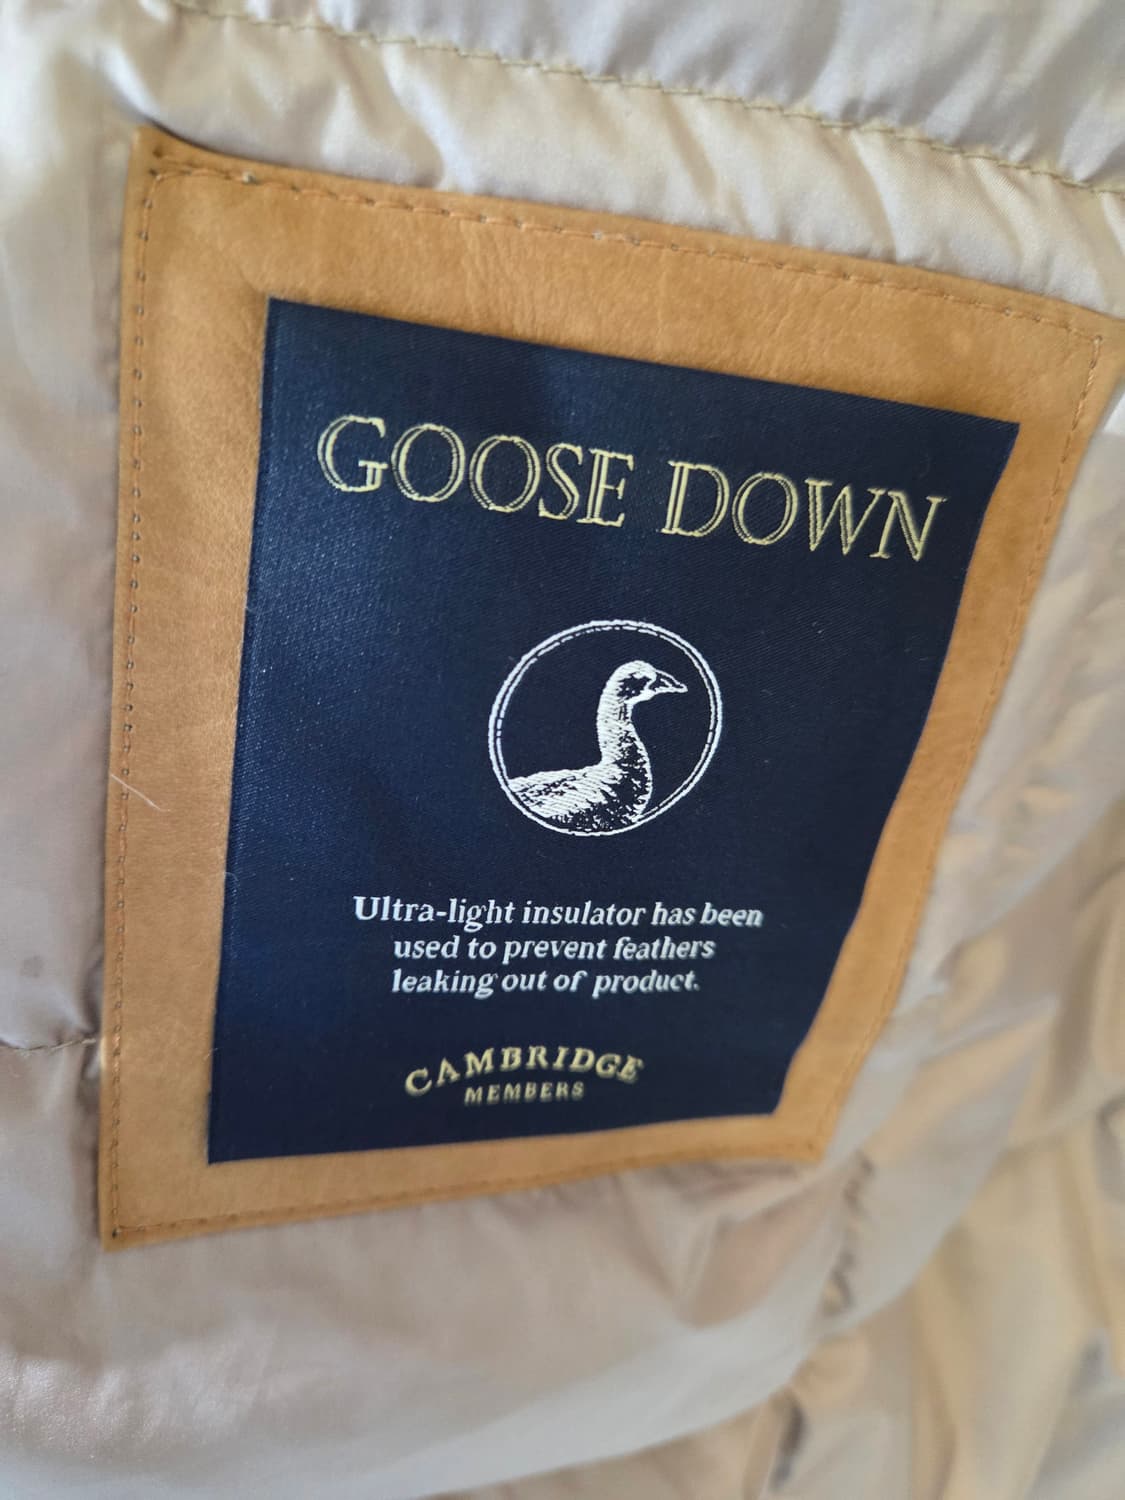 GOOSE DOWN
Ultra-light insulator has been
used to prevent feathers
leaking out of product.
CAMBRIDGE
MEMBERS